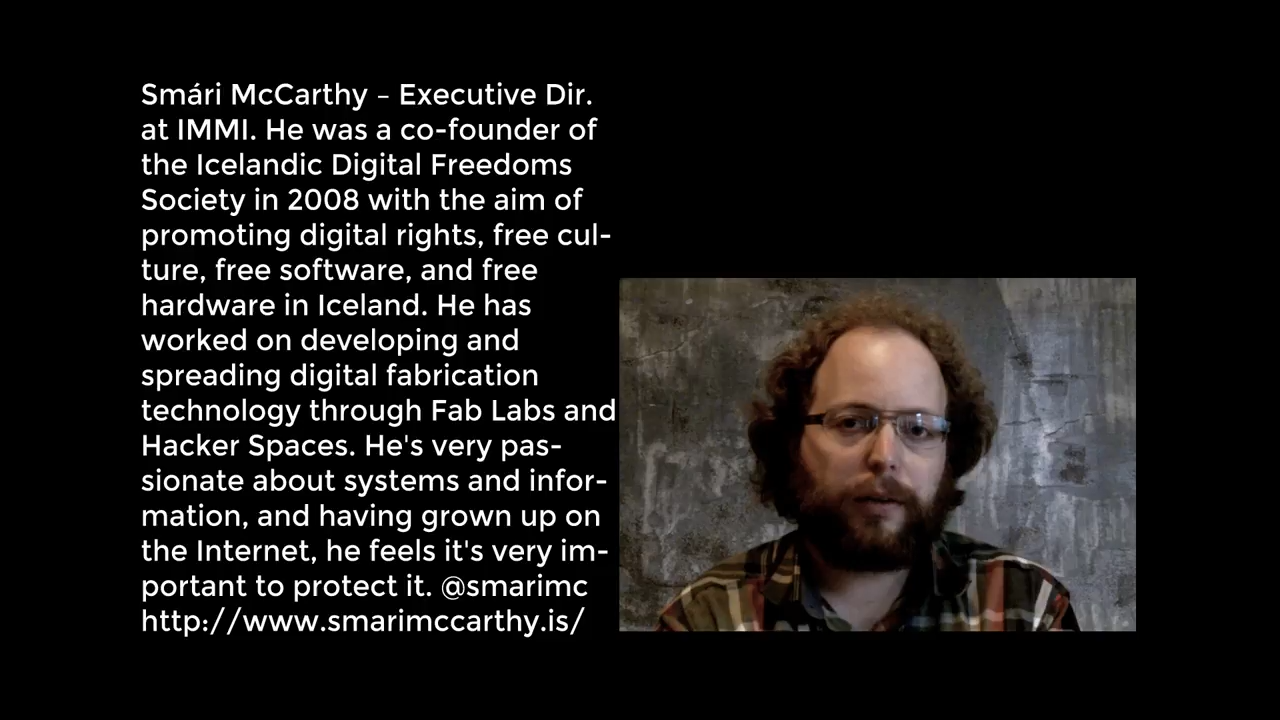 Smári McCarthy – Executive Dir.
at IMMI. He was a co-founder of
the Icelandic Digital Freedoms
Society in 2008 with the aim of
promoting digital rights, free cul-
ture, free software, and free
hardware in Iceland. He has
worked on developing and
spreading digital fabrication
technology through Fab Labs and
Hacker Spaces. He's very pas-
sionate about systems and infor-
mation, and having grown up on
the Internet, he feels it's very im-
portant to protect it. @smarimc
http://www.smarimccarthy.is/